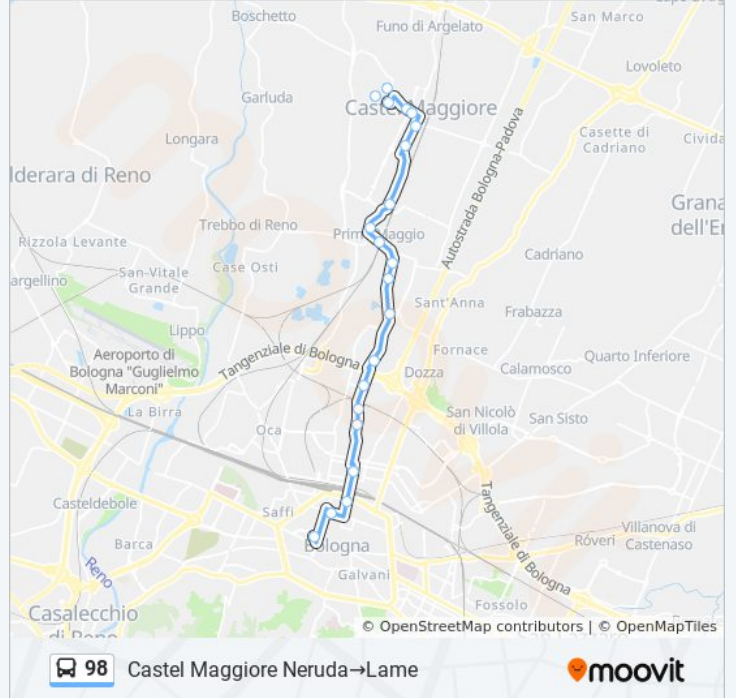 Boschetto
San Marco
Funo di Argelato
Lovoleto
Garluda
Castel Maggiore
Casette di
Cadriano
Longara
lderara di Reno
Autostrada Bologna-Padova
Grana
dell'E
Trebbo di Reno
Rizzola Levante
Primo Maggio
Cadriano
Case Osti
San-Vitale
Grande
argellino
Sant'Anna
Frabazza
Lippo
Aeroporto di
Bologna "Guglielmo
Marconi"
Tangenziale di Bologna
Fornace
Quarto Inferiore
Dozza
Calamosco
La Birra
San Nicolò
di Villola
San Sisto
Oca
Casteldebole
Saffi
Tangenziale di Bologna
Villanova di
Castenaso
Barca
Bologna
Róveri
Reno
Galvani
Fossolo
Casalecchio
di Reno
© OpenStreetMap contributors | © OpenMapTiles
98 Castel Maggiore Neruda→Lame
moovit